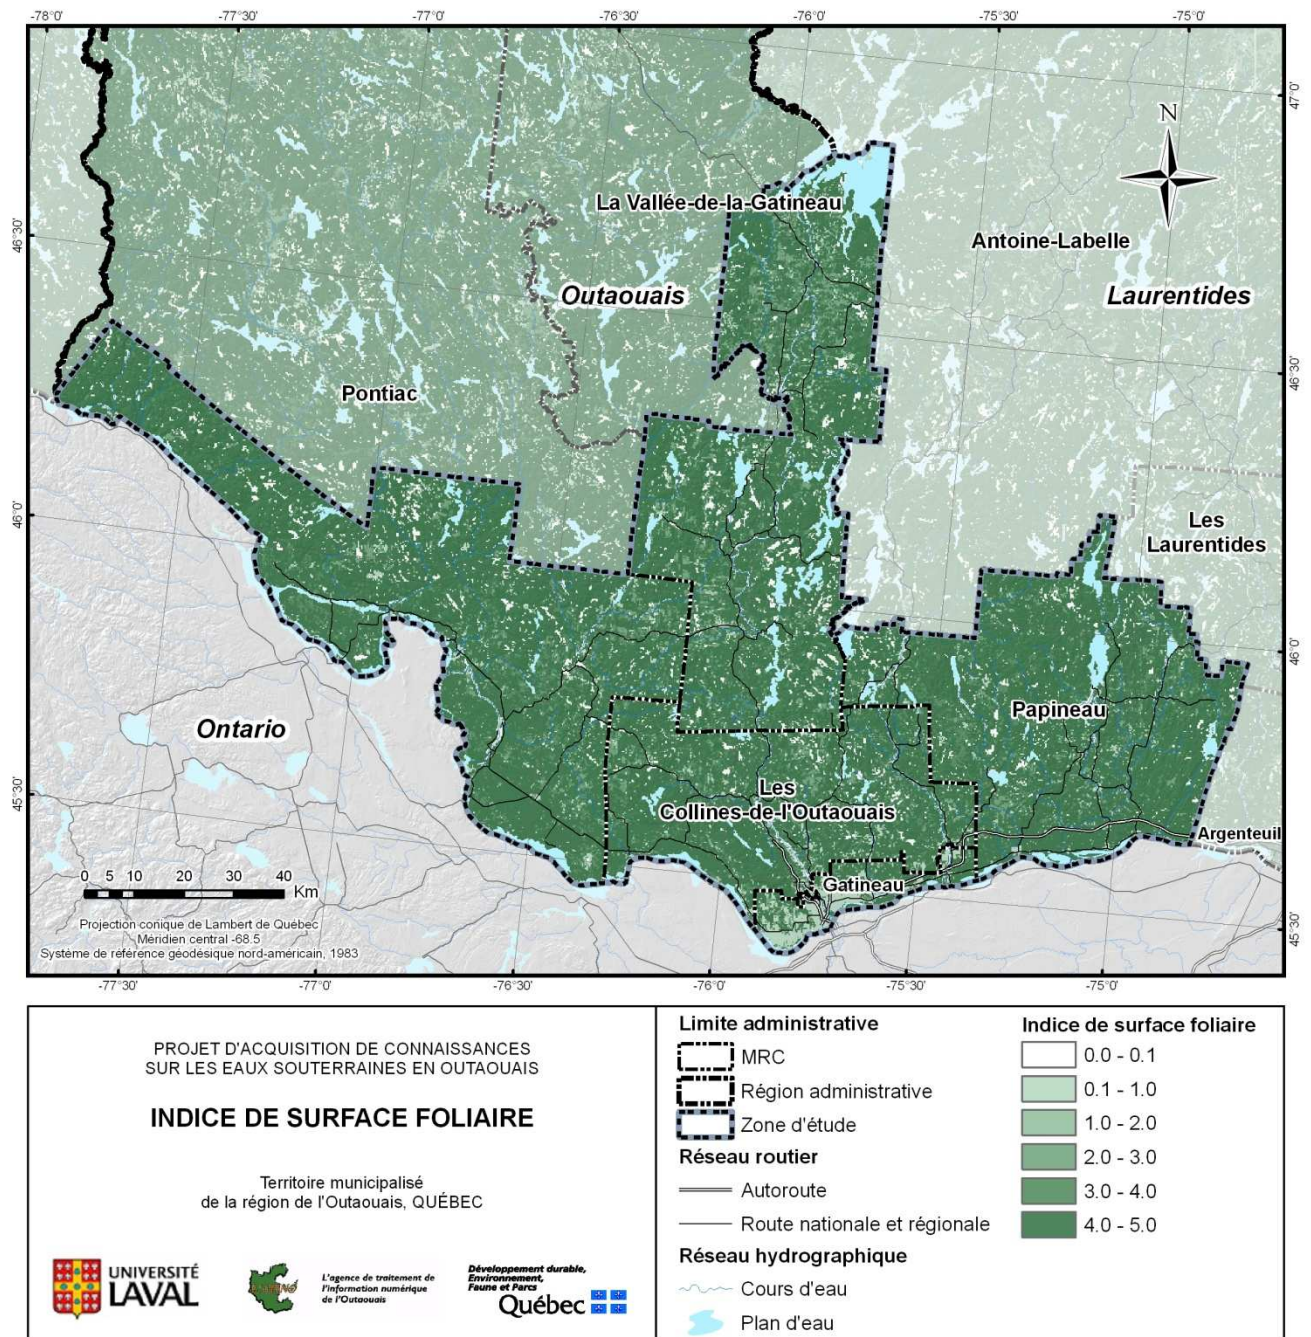 -78°0' -77°30' -77°0' -76°30' -76°0' -75°30' -75°0'
47°0'
N
La Vallée-de-la-Gatineau
46°30'
Antoine-Labelle
Outaouais
Laurentides
46°30'
Pontiac
46°0'
Les
Laurentides
46°0'
Papineau
Ontario
45°30'
Les
Collines-de-l'Outaouais
Argenteuil
Gatineau
0 5 10 20 30 40
Km
45°30'
Projection conique de Lambert de Québec
Méridien central -68.5
Système de référence géodésique nord-américain, 1983
-77°30' -77°0' -76°30' -76°0' -75°30' -75°0'
PROJET D'ACQUISITION DE CONNAISSANCES
SUR LES EAUX SOUTERRAINES EN OUTAOUAIS
INDICE DE SURFACE FOLIAIRE
Territoire municipalisé
de la région de l'Outaouais, QUÉBEC
UNIVERSITÉ
LAVAL
L'agence de traitement de
l'information numérique
de l'Outaouais
Développement durable,
Environnement,
Faune et Parcs
Québec
Limite administrative
MRC
Région administrative
Zone d'étude
Réseau routier
Autoroute
Route nationale et régionale
Réseau hydrographique
Cours d'eau
Plan d'eau
Indice de surface foliaire
0.0 - 0.1
0.1 - 1.0
1.0 - 2.0
2.0 - 3.0
3.0 - 4.0
4.0 - 5.0